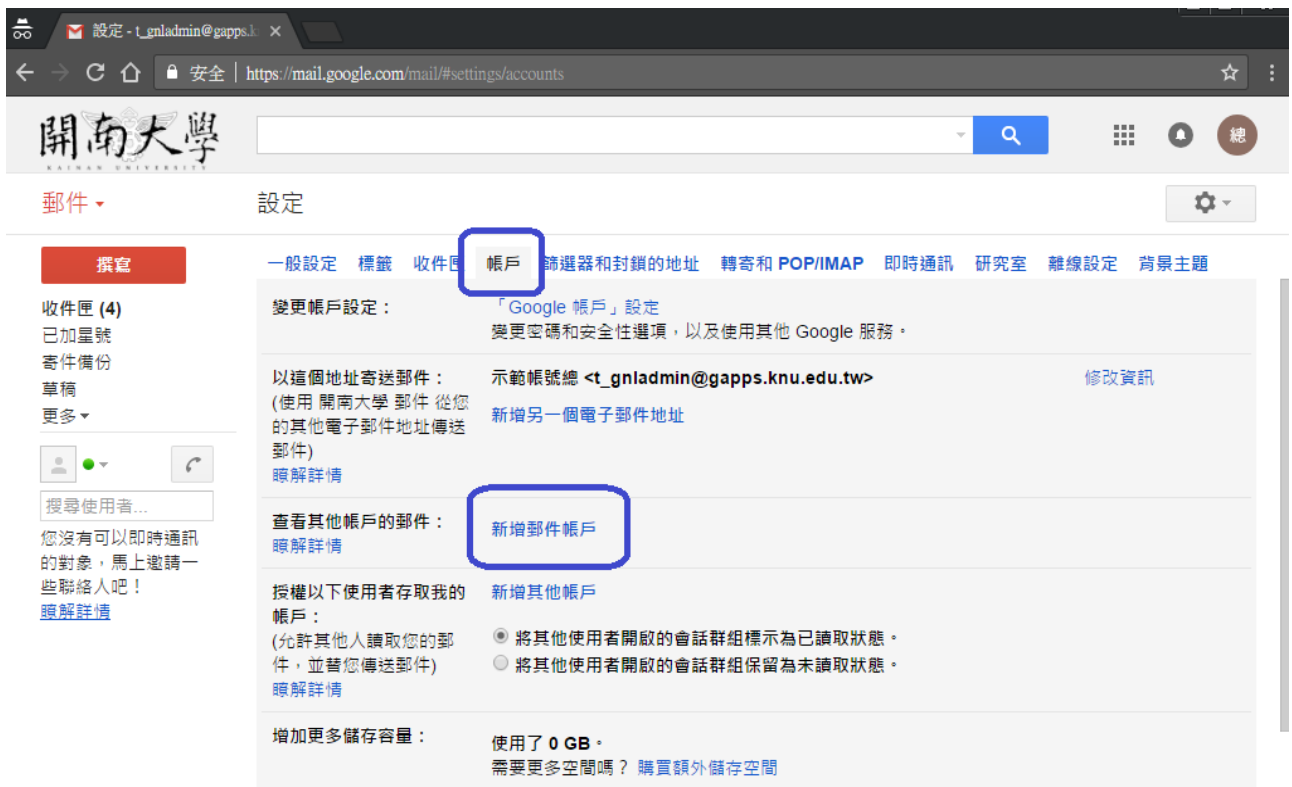 設定 - t_gnladmin@gapps.k
安全 | https://mail.google.com/mail/#settings/accounts
開南大學
KAINAN UNIVERSITY
總
郵件
設定
撰寫
一般設定 標籤 收件匣 帳戶 篩選器和封鎖的地址 轉寄和 POP/IMAP 即時通訊 研究室 離線設定 背景主題
收件匣 (4)
已加星號
寄件備份
草稿
更多
搜尋使用者...
您沒有可以即時通訊
的對象，馬上邀請一
些聯絡人吧！
瞭解詳情
變更帳戶設定：
「Google 帳戶」設定
變更密碼和安全性選項，以及使用其他 Google 服務。
以這個地址寄送郵件：
(使用 開南大學 郵件 從您
的其他電子郵件地址傳送
郵件)
瞭解詳情
示範帳號總 <t_gnladmin@gapps.knu.edu.tw>
修改資訊
新增另一個電子郵件地址
查看其他帳戶的郵件：
瞭解詳情
新增郵件帳戶
授權以下使用者存取我的
帳戶：
(允許其他人讀取您的郵
件，並替您傳送郵件)
瞭解詳情
新增其他帳戶
將其他使用者開啟的會話群組標示為已讀取狀態。
將其他使用者開啟的會話群組保留為未讀取狀態。
增加更多儲存容量：
使用了 0 GB。
需要更多空間嗎？ 購買額外儲存空間